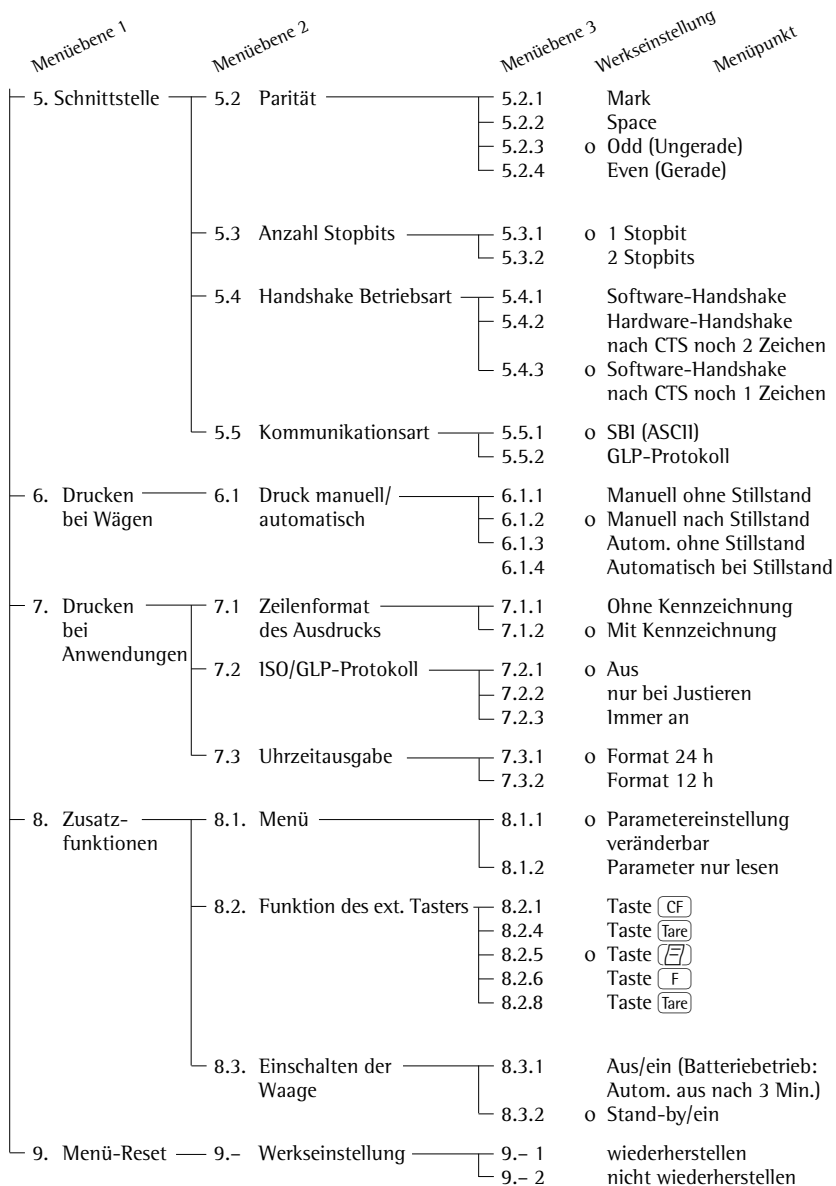 Menüebene 1 Menüebene 2 Menüebene 3 Werkseinstellung Menüpunkt
5. Schnittstelle 5.2 Parität 5.2.1 Mark
5.2.2 Space
5.2.3 o Odd (Ungerade)
5.2.4 Even (Gerade)
5.3 Anzahl Stopbits 5.3.1 o 1 Stopbit
5.3.2 2 Stopbits
5.4 Handshake Betriebsart 5.4.1 Software-Handshake
5.4.2 Hardware-Handshake
nach CTS noch 2 Zeichen
5.4.3 o Software-Handshake
nach CTS noch 1 Zeichen
5.5 Kommunikationsart 5.5.1 o SBI (ASCII)
5.5.2 GLP-Protokoll
6. Drucken 6.1 Druck manuell/ 6.1.1 Manuell ohne Stillstand
bei Wägen automatisch 6.1.2 o Manuell nach Stillstand
6.1.3 Autom. ohne Stillstand
6.1.4 Automatisch bei Stillstand
7. Drucken 7.1 Zeilenformat 7.1.1 Ohne Kennzeichnung
bei des Ausdrucks 7.1.2 o Mit Kennzeichnung
Anwendungen
7.2 ISO/GLP-Protokoll 7.2.1 o Aus
7.2.2 nur bei Justieren
7.2.3 Immer an
7.3 Uhrzeitausgabe 7.3.1 o Format 24 h
7.3.2 Format 12 h
8. Zusatz- 8.1. Menü 8.1.1 o Parametereinstellung
funktionen veränderbar
8.1.2 Parameter nur lesen
8.2. Funktion des ext. Tasters 8.2.1 Taste CF
8.2.4 Taste Tare
8.2.5 o Taste
8.2.6 Taste F
8.2.8 Taste Tare
8.3. Einschalten der 8.3.1 Aus/ein (Batteriebetrieb:
Waage Autom. aus nach 3 Min.)
8.3.2 o Stand-by/ein
9. Menü-Reset 9.– Werkseinstellung 9.– 1 wiederherstellen
9.– 2 nicht wiederherstellen